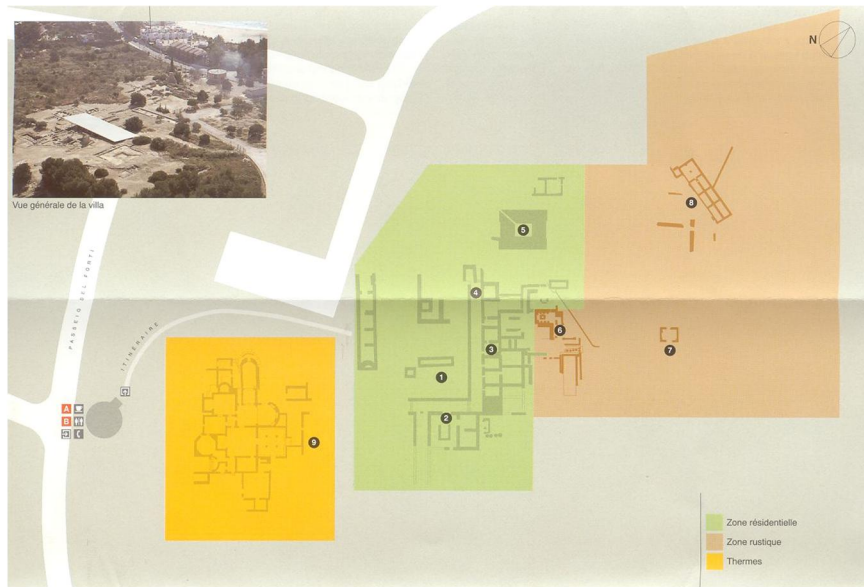 N
Vue générale de la villa
8
5
PASSEIG DEL FORTÍ
4
ITINÉRAIRE
6
3
7
1
A
B
2
9
Zone résidentielle
Zone rustique
Thermes